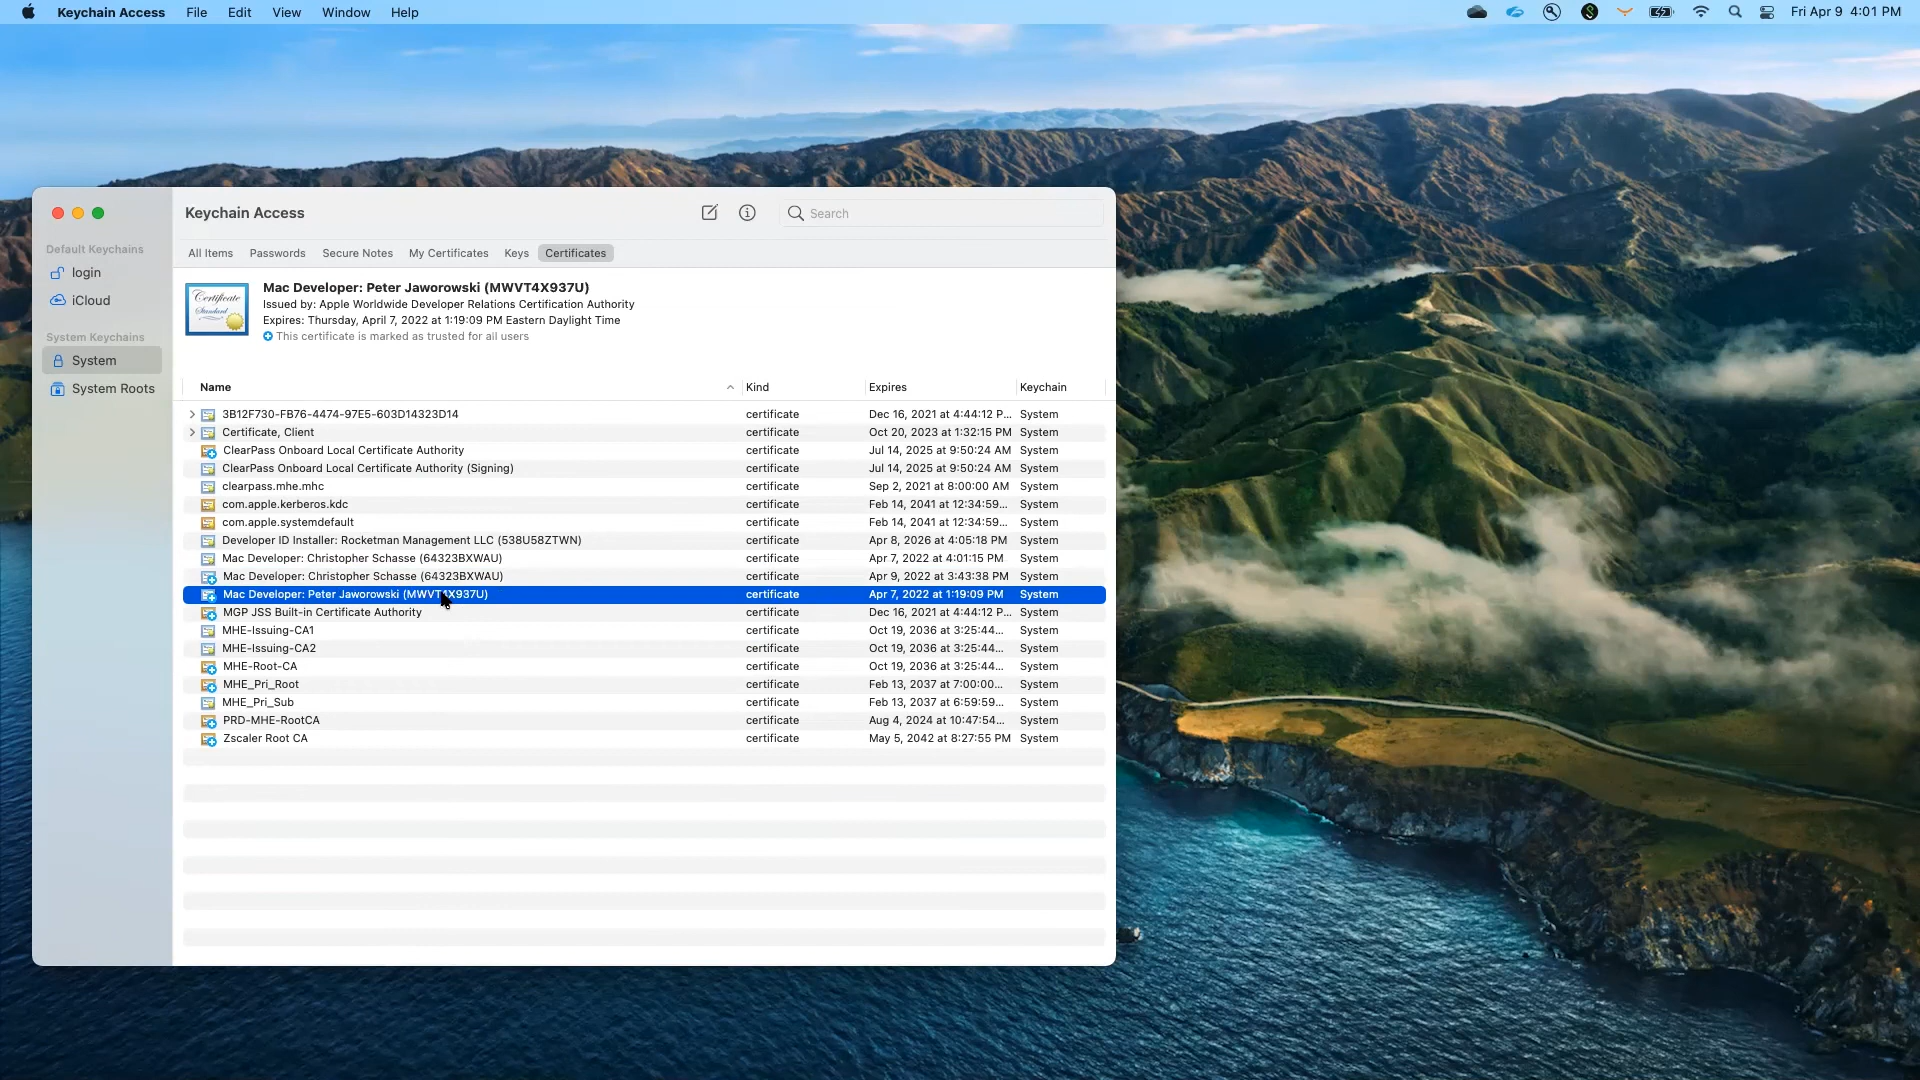 Keychain Access File Edit View Window Help
Fri Apr 9 4:01 PM
Keychain Access
Search
Default Keychains
login
iCloud
System Keychains
System
System Roots
All Items Passwords Secure Notes My Certificates Keys Certificates
Certificate
Standard
Mac Developer: Peter Jaworowski (MWVT4X937U)
Issued by: Apple Worldwide Developer Relations Certification Authority
Expires: Thursday, April 7, 2022 at 1:19:09 PM Eastern Daylight Time
This certificate is marked as trusted for all users
Name Kind Expires Keychain
3B12F730-FB76-4474-97E5-603D14323D14 certificate Dec 16, 2021 at 4:44:12 P... System
Certificate, Client certificate Oct 20, 2023 at 1:32:15 PM System
ClearPass Onboard Local Certificate Authority certificate Jul 14, 2025 at 9:50:24 AM System
ClearPass Onboard Local Certificate Authority (Signing) certificate Jul 14, 2025 at 9:50:24 AM System
clearpass.mhe.mhc certificate Sep 2, 2021 at 8:00:00 AM System
com.apple.kerberos.kdc certificate Feb 14, 2041 at 12:34:59... System
com.apple.systemdefault certificate Feb 14, 2041 at 12:34:59... System
Developer ID Installer: Rocketman Management LLC (538U58ZTWN) certificate Apr 8, 2026 at 4:05:18 PM System
Mac Developer: Christopher Schasse (64323BXWAU) certificate Apr 7, 2022 at 4:01:15 PM System
Mac Developer: Christopher Schasse (64323BXWAU) certificate Apr 9, 2022 at 3:43:38 PM System
Mac Developer: Peter Jaworowski (MWVT4X937U) certificate Apr 7, 2022 at 1:19:09 PM System
MGP JSS Built-in Certificate Authority certificate Dec 16, 2021 at 4:44:12 P... System
MHE-Issuing-CA1 certificate Oct 19, 2036 at 3:25:44... System
MHE-Issuing-CA2 certificate Oct 19, 2036 at 3:25:44... System
MHE-Root-CA certificate Oct 19, 2036 at 3:25:44... System
MHE_Pri_Root certificate Feb 13, 2037 at 7:00:00... System
MHE_Pri_Sub certificate Feb 13, 2037 at 6:59:59... System
PRD-MHE-RootCA certificate Aug 4, 2024 at 10:47:54... System
Zscaler Root CA certificate May 5, 2042 at 8:27:55 PM System